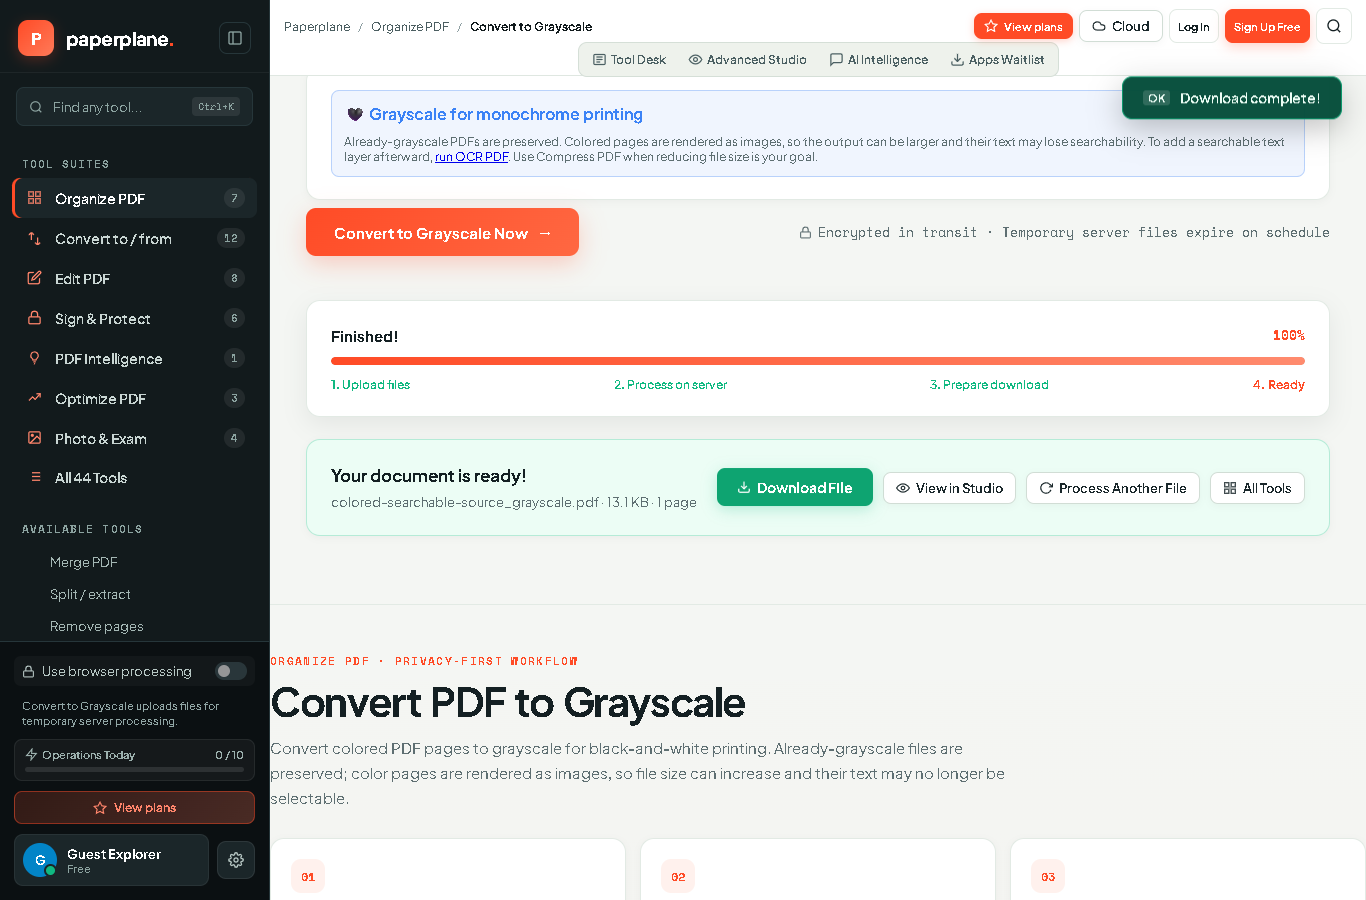 P paperplane.
Find any tool... Ctrl+K
TOOL SUITES
Organize PDF 7
Convert to / from 12
Edit PDF 8
Sign & Protect 6
PDF Intelligence 1
Optimize PDF 3
Photo & Exam 4
All 44 Tools
AVAILABLE TOOLS
Merge PDF
Split / extract
Remove pages
Use browser processing
Convert to Grayscale uploads files for
temporary server processing.
Operations Today 0 / 10
View plans
G Guest Explorer
Free
Paperplane / Organize PDF / Convert to Grayscale
View plans Cloud Log In Sign Up Free
Tool Desk Advanced Studio AI Intelligence Apps Waitlist
OK Download complete!
Grayscale for monochrome printing
Already-grayscale PDFs are preserved. Colored pages are rendered as images, so the output can be larger and their text may lose searchability. To add a searchable text
layer afterward, run OCR PDF. Use Compress PDF when reducing file size is your goal.
Convert to Grayscale Now →
Encrypted in transit · Temporary server files expire on schedule
Finished! 100%
1. Upload files 2. Process on server 3. Prepare download 4. Ready
Your document is ready!
colored-searchable-source_grayscale.pdf · 13.1 KB · 1 page
Download File View in Studio Process Another File All Tools
ORGANIZE PDF · PRIVACY-FIRST WORKFLOW
Convert PDF to Grayscale
Convert colored PDF pages to grayscale for black-and-white printing. Already-grayscale files are
preserved; color pages are rendered as images, so file size can increase and their text may no longer be
selectable.
01 02 03